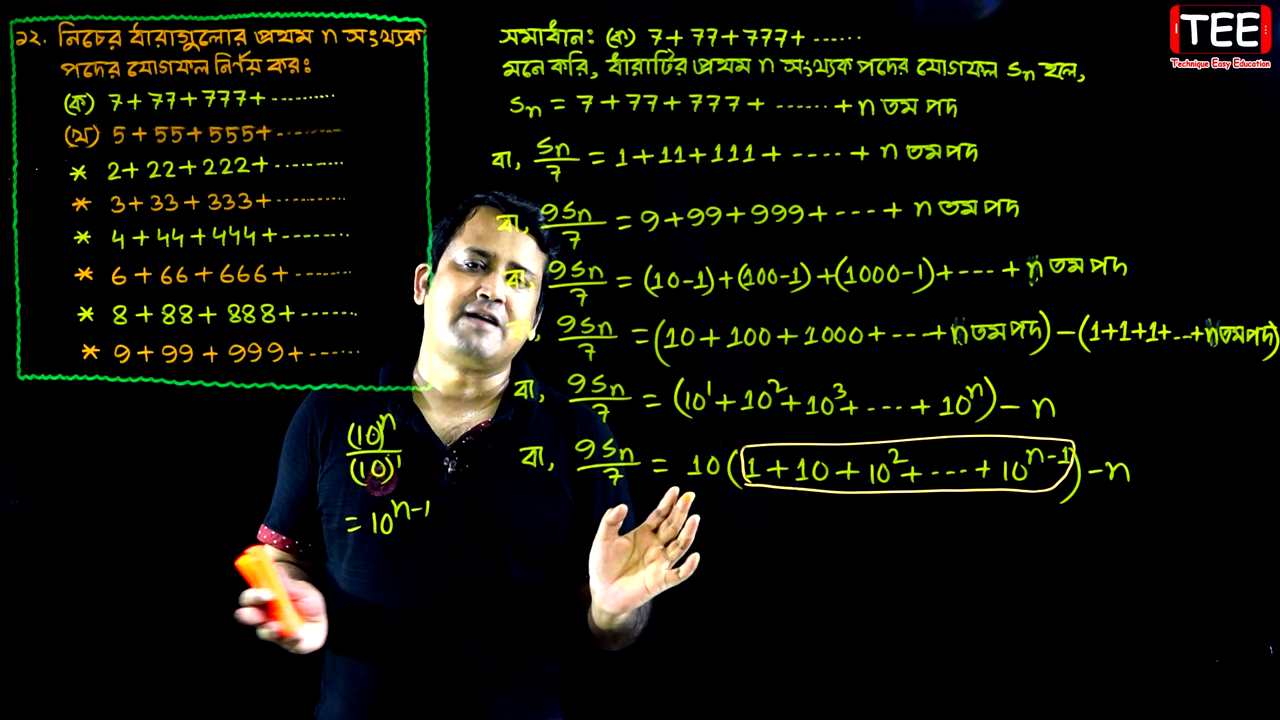 ১২. নিচের ধারাগুলোর প্রথম n সংখ্যক
পদের যোগফল নির্ণয় কর:
(ক) 7+77+777+..........
(খ) 5+55+555+..........
* 2+22+222+..........
* 3+33+333+..........
* 4+44+444+........
* 6+66+666+........
* 8+88+888+........
* 9+99+999+......
সমাধান: (ক) 7+77+777+......
মনে করি, ধারাটির প্রথম n সংখ্যক পদের যোগফল Sn হলে,
Sn = 7+77+777+ ...... + n তম পদ
বা, Sn/7 = 1+11+111+ ..... + n তম পদ
বা, 9Sn/7 = 9+99+999+ .... + n তম পদ
বা, 9Sn/7 = (10-1)+(100-1)+(1000-1)+ .... + n তম পদ
বা, 9Sn/7 = (10+100+1000+ ... + n তম পদ) - (1+1+1+...+n তম পদ)
বা, 9Sn/7 = (10¹+10²+10³+ .... + 10ⁿ) - n
বা, 9Sn/7 = 10(1+10+10²+ .... + 10ⁿ⁻¹) - n
(10)ⁿ/(10)¹
= 10ⁿ⁻¹
TEE
Technique Easy Education